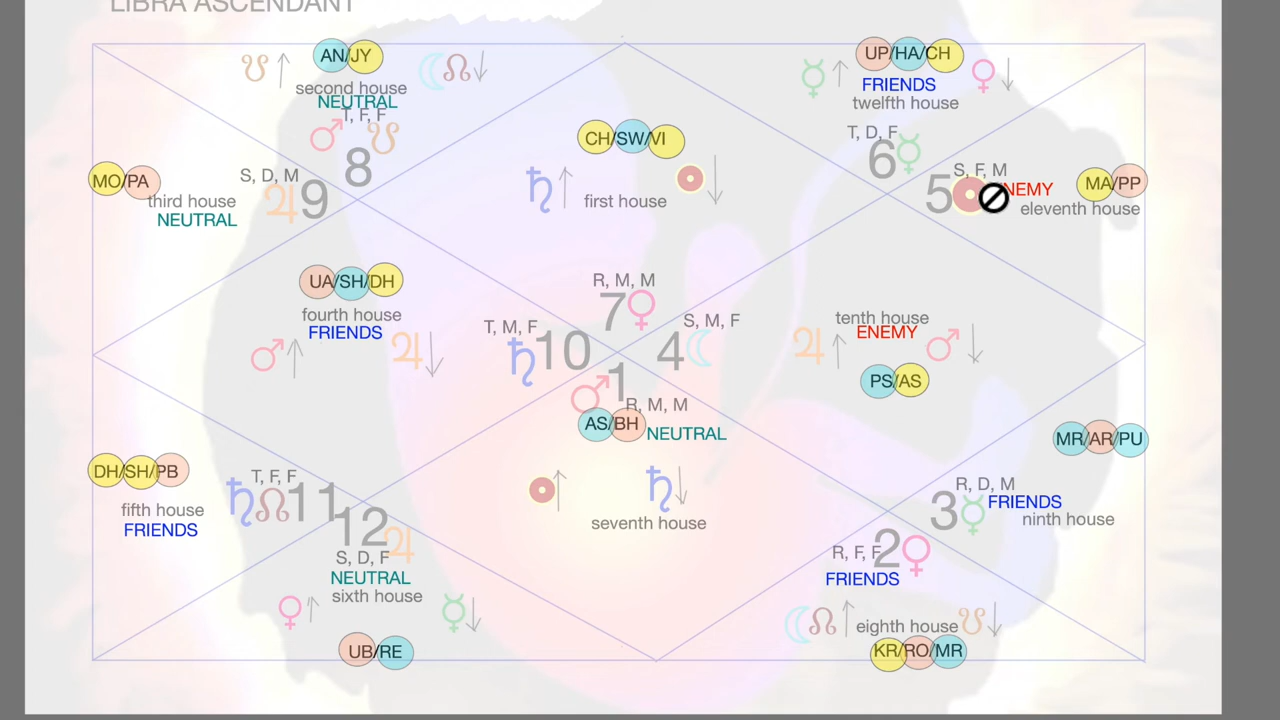 LIBRA ASCENDANT
AN/JY
second house
NEUTRAL
T, F, F
8
UP/HA/CH
FRIENDS
twelfth house
T, D, F
6
CH/SW/VI
first house
MO/PA
third house
NEUTRAL
S, D, M
9
S, F, M
5
NEMY
MA/PP
eleventh house
UA/SH/DH
fourth house
FRIENDS
R, M, M
7
T, M, F
10
S, M, F
4
tenth house
ENEMY
PS/AS
1
R, M, M
AS/BH
NEUTRAL
seventh house
MR/AR/PU
DH/SH/PB
fifth house
FRIENDS
T, F, F
11
12
S, D, F
NEUTRAL
sixth house
UB/RE
R, D, M
3
FRIENDS
ninth house
R, F, F
2
FRIENDS
eighth house
KR/RO/MR